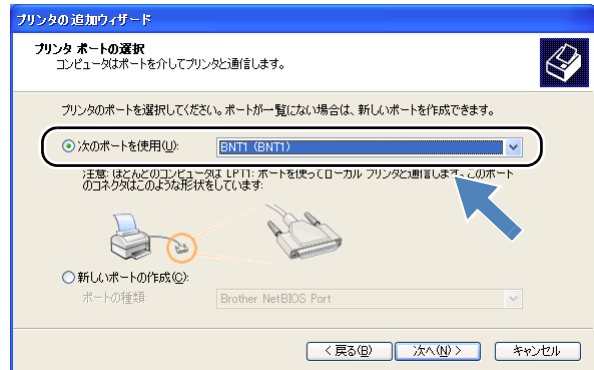 プリンタの追加ウィザード
プリンタ ポートの選択
コンピュータはポートを介してプリンタと通信します。
プリンタのポートを選択してください。ポートが一覧にない場合は、新しいポートを作成できます。
次のポートを使用(U):
BNT1 (BNT1)
注意: ほとんどのコンピュータは LPT1: ポートを使ってローカル プリンタと通信します。このポート
のコネクタはこのような形状をしています:
新しいポートの作成(C):
ポートの種類:
Brother NetBIOS Port
< 戻る(B)
次へ(N) >
キャンセル